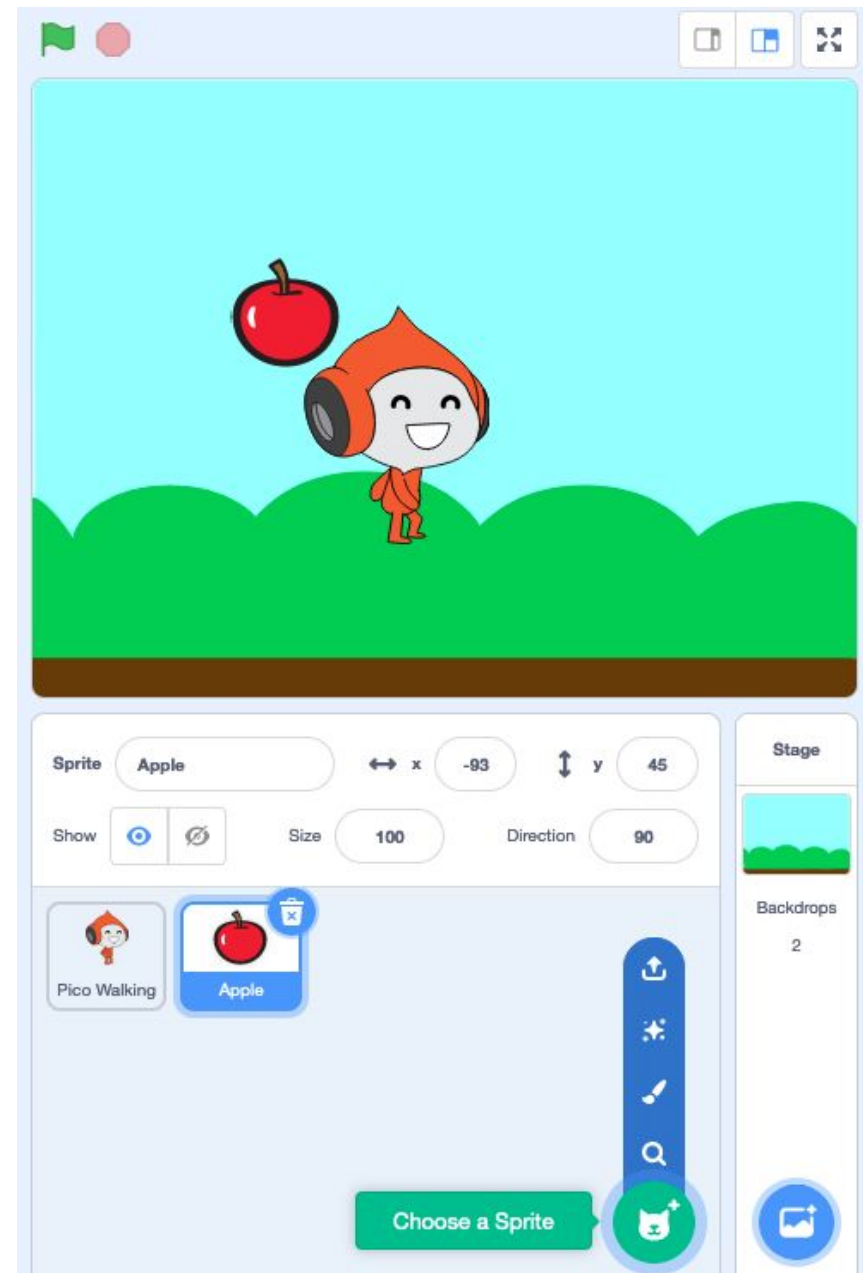 Sprite Apple x -93 y 45
Show Size 100 Direction 90
Stage
Backdrops
2
Pico Walking Apple
Choose a Sprite